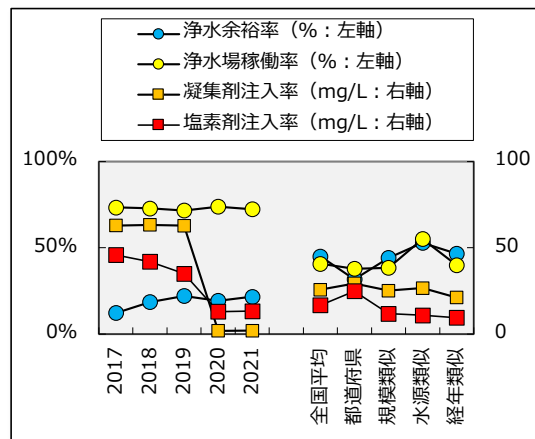 浄水余裕率（%：左軸）
浄水場稼働率（%：左軸）
凝集剤注入率（mg/L：右軸）
塩素剤注入率（mg/L：右軸）
100%
100
50%
50
0%
0
2017
2018
2019
2020
2021
全国平均
都道府県
規模類似
水源類似
経年類似